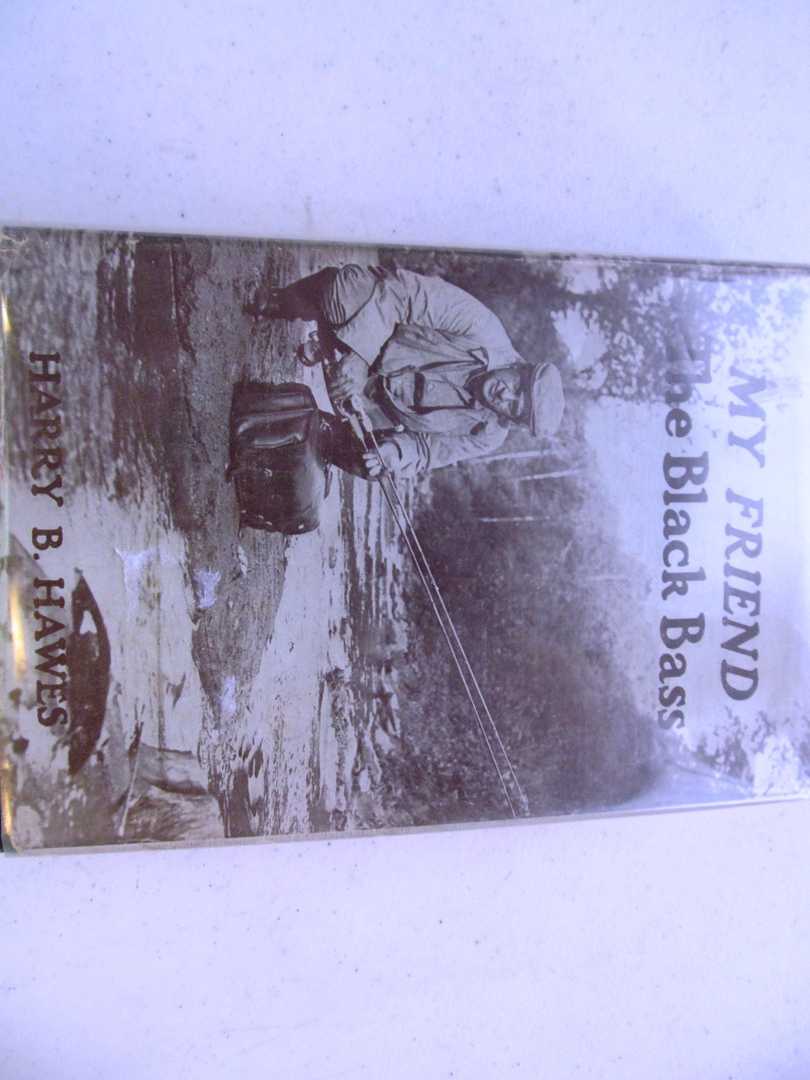 MY FRIEND
The Black Bass
HARRY B. HAWES